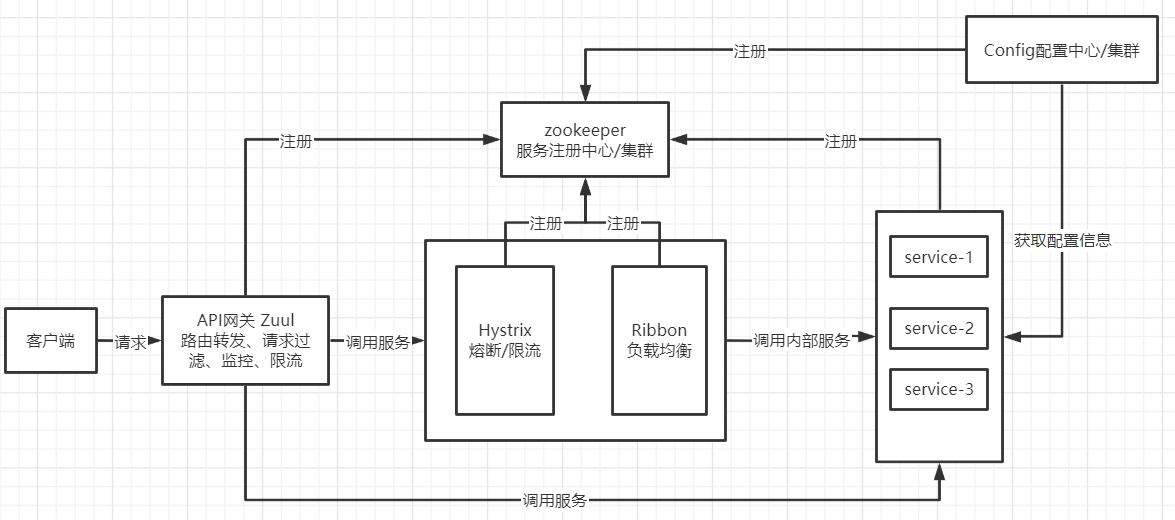 Config配置中心/集群
注册
zookeeper
服务注册中心/集群
注册
注册
注册
注册
获取配置信息
service-1
service-2
service-3
客户端
请求
API网关 Zuul
路由转发、请求过
滤、监控、限流
调用服务
Hystrix
熔断/限流
Ribbon
负载均衡
调用内部服务
调用服务